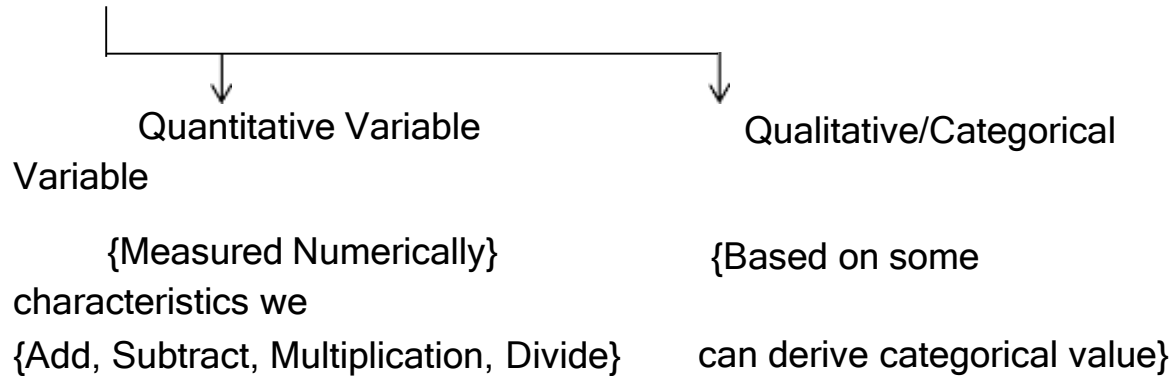 Quantitative Variable Qualitative/Categorical
Variable
{Measured Numerically} {Based on some
characteristics we
{Add, Subtract, Multiplication, Divide} can derive categorical value}